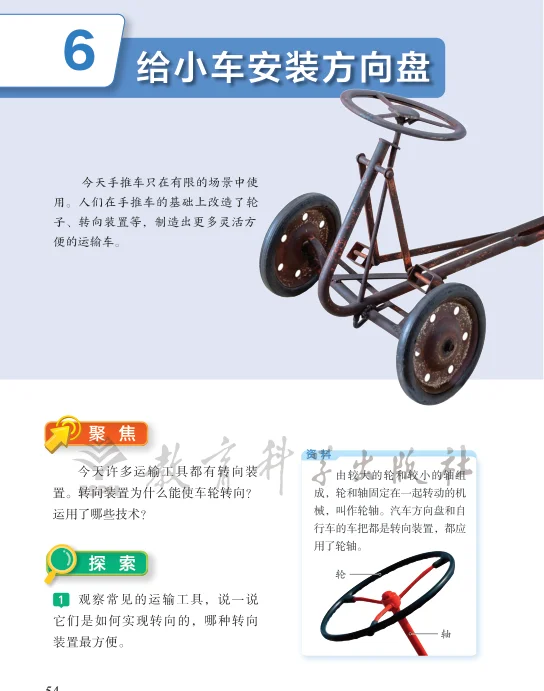 6
给小车安装方向盘
今天手推车只在有限的场景中使
用。人们在手推车的基础上改造了轮
子、转向装置等，制造出更多灵活方
便的运输车。
聚焦
今天许多运输工具都有转向装
置。转向装置为什么能使车轮转向？
运用了哪些技术？
探索
1 观察常见的运输工具，说一说
它们是如何实现转向的，哪种转向
装置最方便。
由较大的轮和较小的轴组
成，轮和轴固定在一起转动的机
械，叫作轮轴。汽车方向盘和自
行车的车把都是转向装置，都应
用了轮轴。
轮
轴
教育科学出版社
54